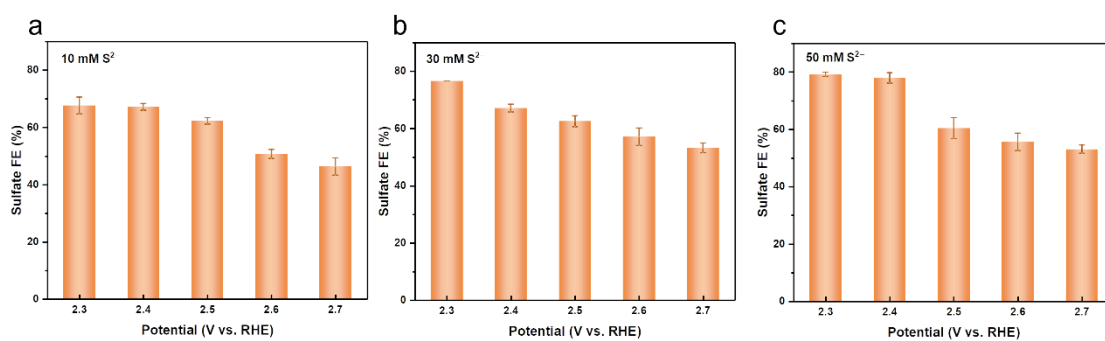 a
10 mM S²
Sulfate FE (%)
80
60
40
20
0
2.3 2.4 2.5 2.6 2.7
Potential (V vs. RHE)
b
30 mM S²
Sulfate FE (%)
80
60
40
20
0
2.3 2.4 2.5 2.6 2.7
Potential (V vs. RHE)
c
50 mM S²⁻
Sulfate FE (%)
80
60
40
20
0
2.3 2.4 2.5 2.6 2.7
Potential (V vs. RHE)